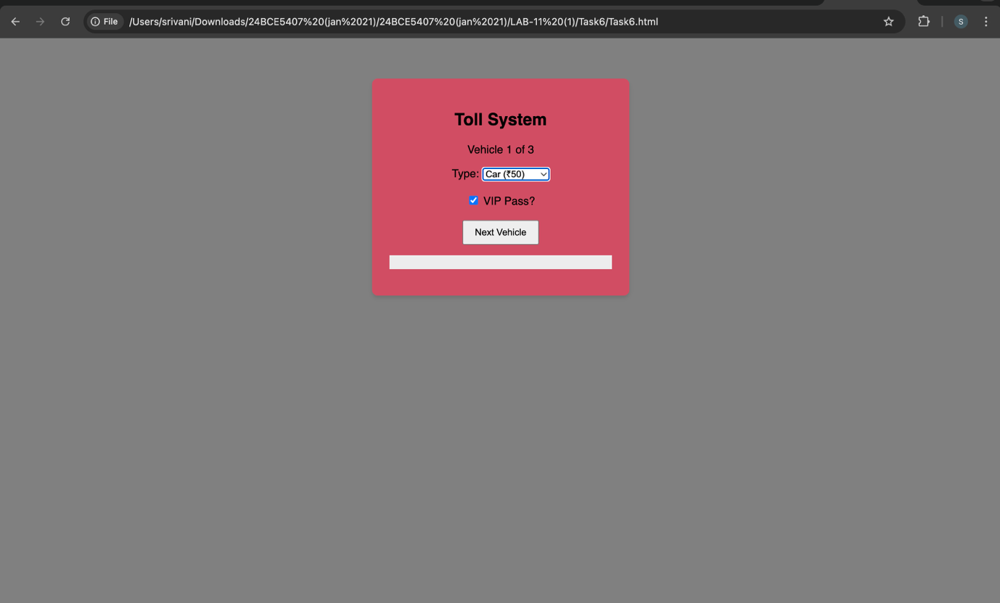 File /Users/srivani/Downloads/24BCE5407%20(jan%2021)/24BCE5407%20(jan%2021)/LAB-11%20(1)/Task6/Task6.html S
Toll System
Vehicle 1 of 3
Type: Car (₹50)
VIP Pass?
Next Vehicle